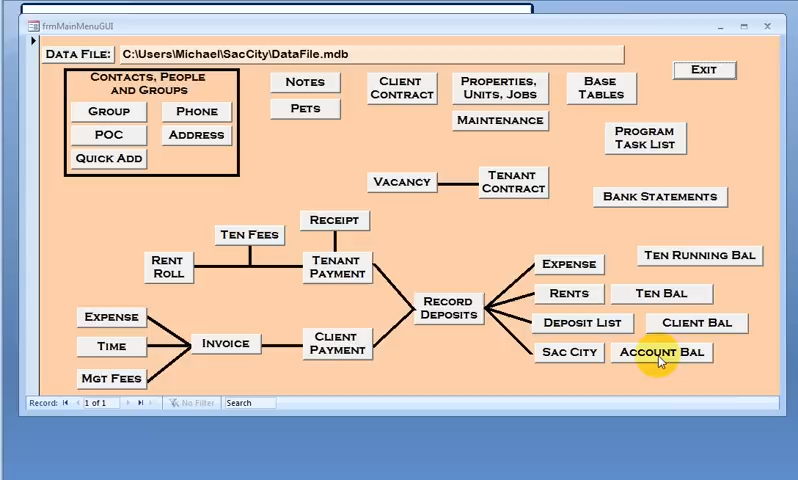 frmMainMenuGUI
DATA FILE: C:\Users\Michael\SacCity\DataFile.mdb
CONTACTS, PEOPLE
AND GROUPS
GROUP
PHONE
POC
ADDRESS
QUICK ADD
NOTES
PETS
CLIENT
CONTRACT
PROPERTIES,
UNITS, JOBS
MAINTENANCE
BASE
TABLES
EXIT
PROGRAM
TASK LIST
VACANCY
TENANT
CONTRACT
BANK STATEMENTS
RECEIPT
TEN FEES
RENT
ROLL
TENANT
PAYMENT
TEN RUNNING BAL
EXPENSE
RENTS
TEN BAL
RECORD
DEPOSITS
DEPOSIT LIST
CLIENT BAL
SAC CITY
ACCOUNT BAL
EXPENSE
TIME
INVOICE
CLIENT
PAYMENT
MGT FEES
Record: 1 of 1 No Filter Search